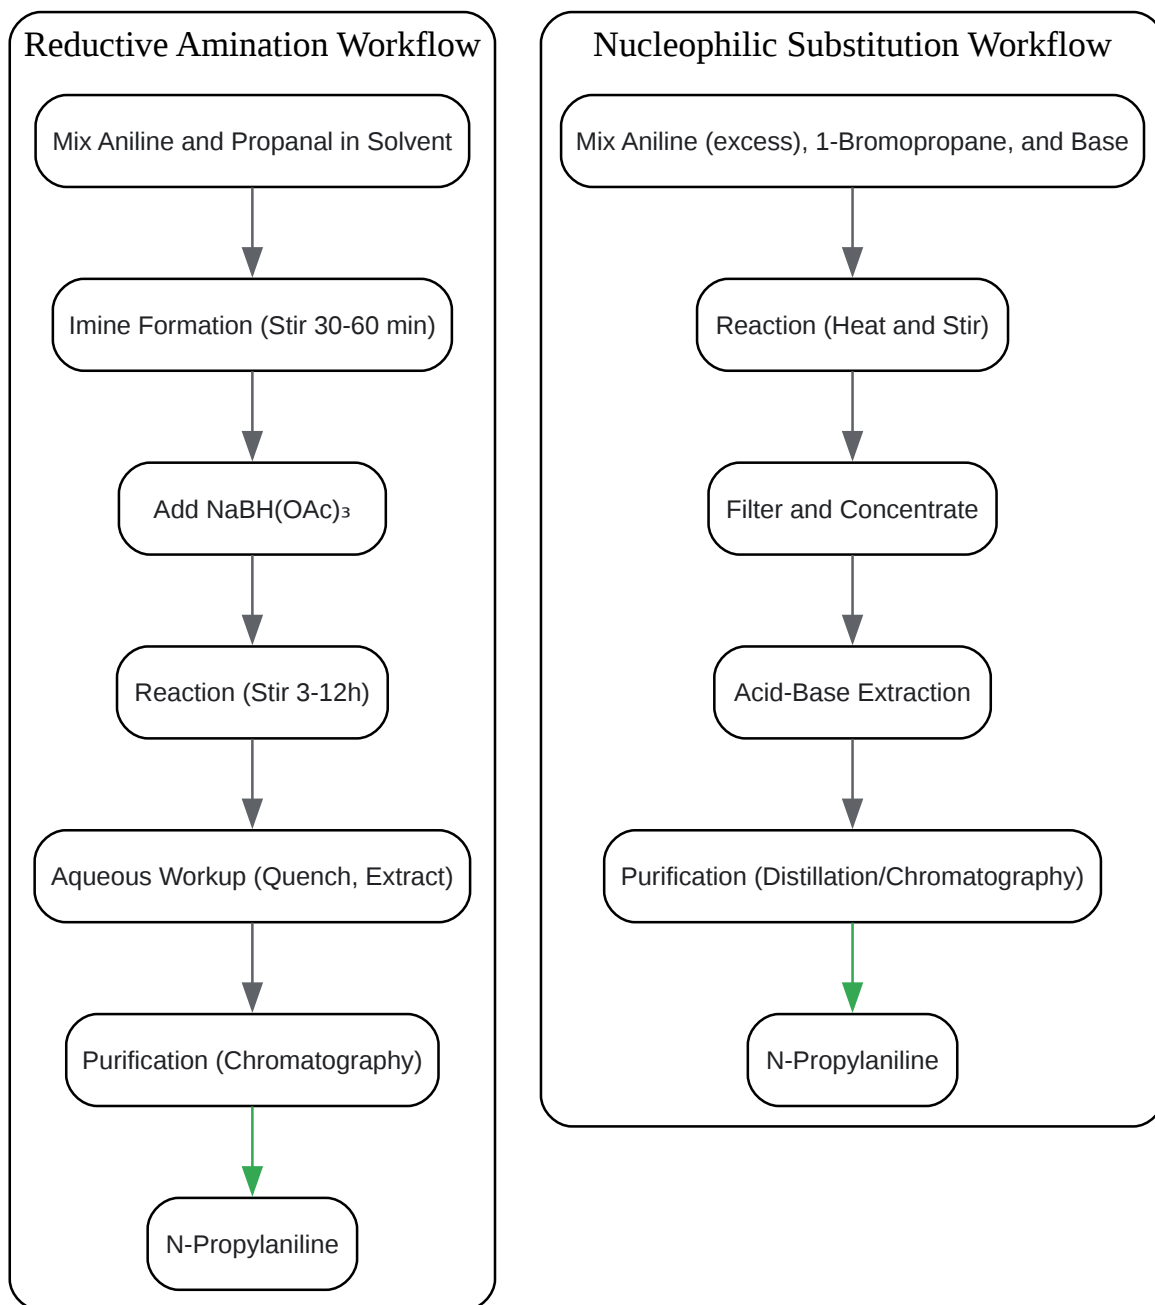 Reductive Amination Workflow
Mix Aniline and Propanal in Solvent
Imine Formation (Stir 30-60 min)
Add NaBH(OAc)₃
Reaction (Stir 3-12h)
Aqueous Workup (Quench, Extract)
Purification (Chromatography)
N-Propylaniline
Nucleophilic Substitution Workflow
Mix Aniline (excess), 1-Bromopropane, and Base
Reaction (Heat and Stir)
Filter and Concentrate
Acid-Base Extraction
Purification (Distillation/Chromatography)
N-Propylaniline